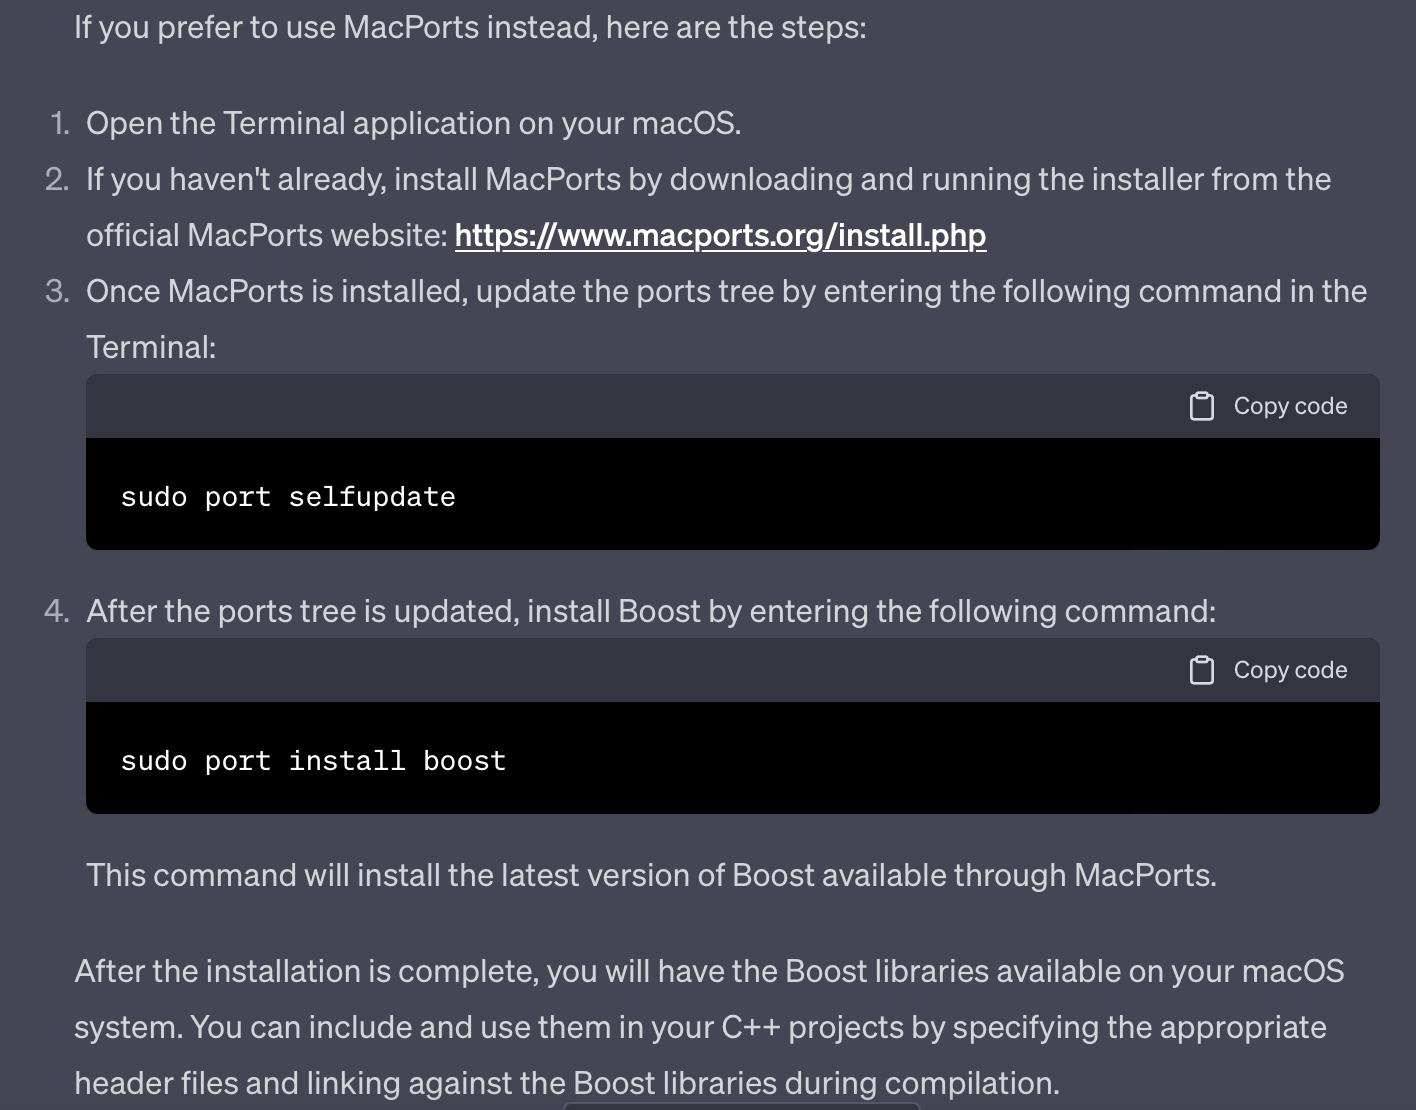 If you prefer to use MacPorts instead, here are the steps:
1. Open the Terminal application on your macOS.
2. If you haven't already, install MacPorts by downloading and running the installer from the
official MacPorts website: https://www.macports.org/install.php
3. Once MacPorts is installed, update the ports tree by entering the following command in the
Terminal:
Copy code
sudo port selfupdate
4. After the ports tree is updated, install Boost by entering the following command:
Copy code
sudo port install boost
This command will install the latest version of Boost available through MacPorts.
After the installation is complete, you will have the Boost libraries available on your macOS
system. You can include and use them in your C++ projects by specifying the appropriate
header files and linking against the Boost libraries during compilation.